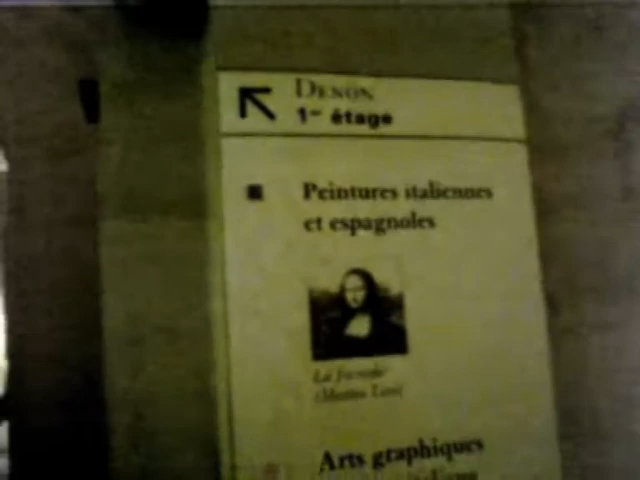 DENON
1er étage
Peintures italiennes
et espagnoles
La Joconde
(Monna Lisa)
Arts graphiques